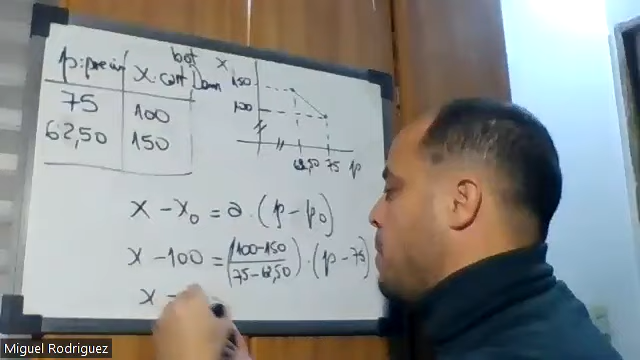 p: precio
x: cant Dem
bot
75 100
62,50 150
x
150
100
62,50 75 p
x - x₀ = a · (p - p₀)
x - 100 = (100-150 / 75-62,50) · (p - 75)
x -
Miguel Rodriguez